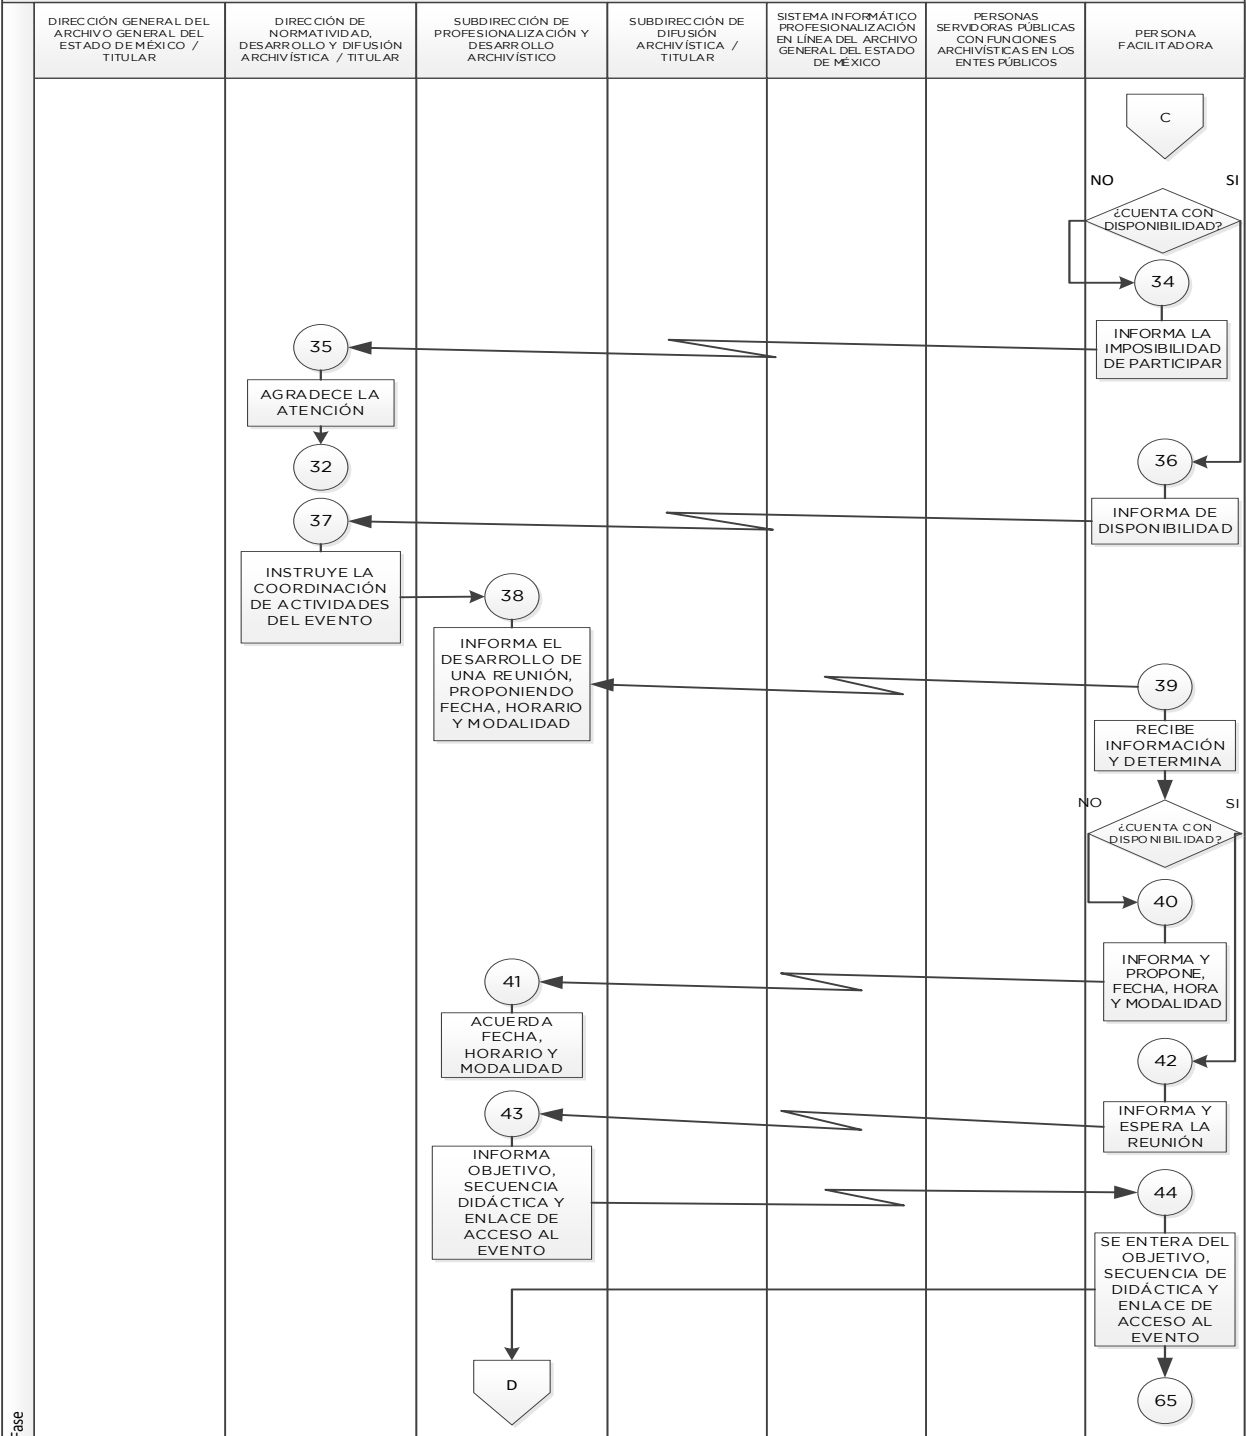 DIRECCIÓN GENERAL DEL
ARCHIVO GENERAL DEL
ESTADO DE MÉXICO /
TITULAR
DIRECCIÓN DE
NORMATIVIDAD,
DESARROLLO Y DIFUSIÓN
ARCHIVÍSTICA / TITULAR
SUBDIRECCIÓN DE
PROFESIONALIZACIÓN Y
DESARROLLO
ARCHIVÍSTICO
SUBDIRECCIÓN DE
DIFUSIÓN
ARCHIVÍSTICA /
TITULAR
SISTEMA INFORMÁTICO
PROFESIONALIZACIÓN
EN LÍNEA DEL ARCHIVO
GENERAL DEL ESTADO
DE MÉXICO
PERSONAS
SERVIDORAS PÚBLICAS
CON FUNCIONES
ARCHIVÍSTICAS EN LOS
ENTES PÚBLICOS
PERSONA
FACILITADORA
C
NO
SI
¿CUENTA CON
DISPONIBILIDAD?
34
INFORMA LA
IMPOSIBILIDAD
DE PARTICIPAR
35
AGRADECE LA
ATENCIÓN
32
36
INFORMA DE
DISPONIBILIDAD
37
INSTRUYE LA
COORDINACIÓN
DE ACTIVIDADES
DEL EVENTO
38
INFORMA EL
DESARROLLO DE
UNA REUNIÓN,
PROPONIENDO
FECHA, HORARIO
Y MODALIDAD
39
RECIBE
INFORMACIÓN
Y DETERMINA
NO
SI
¿CUENTA CON
DISPONIBILIDAD?
40
INFORMA Y
PROPONE,
FECHA, HORA
Y MODALIDAD
41
ACUERDA
FECHA,
HORARIO Y
MODALIDAD
42
INFORMA Y
ESPERA LA
REUNIÓN
43
INFORMA
OBJETIVO,
SECUENCIA
DIDÁCTICA Y
ENLACE DE
ACCESO AL
EVENTO
44
SE ENTERA DEL
OBJETIVO,
SECUENCIA DE
DIDÁCTICA Y
ENLACE DE
ACCESO AL
EVENTO
D
65
Fase